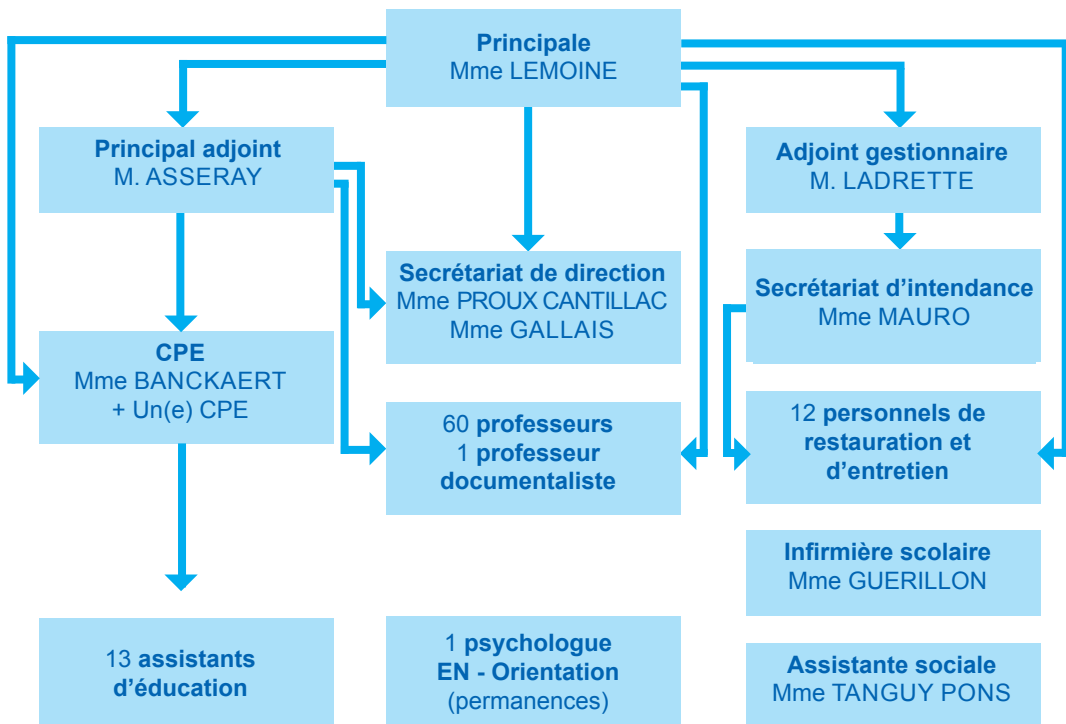 Principale
Mme LEMOINE
Principal adjoint
M. ASSERAY
Adjoint gestionnaire
M. LADRETTE
Secrétariat de direction
Mme PROUX CANTILLAC
Mme GALLAIS
Secrétariat d’intendance
Mme MAURO
CPE
Mme BANCKAERT
+ Un(e) CPE
60 professeurs
1 professeur
documentaliste
12 personnels de
restauration et
d’entretien
Infirmière scolaire
Mme GUERILLON
13 assistants
d’éducation
1 psychologue
EN - Orientation
(permanences)
Assistante sociale
Mme TANGUY PONS